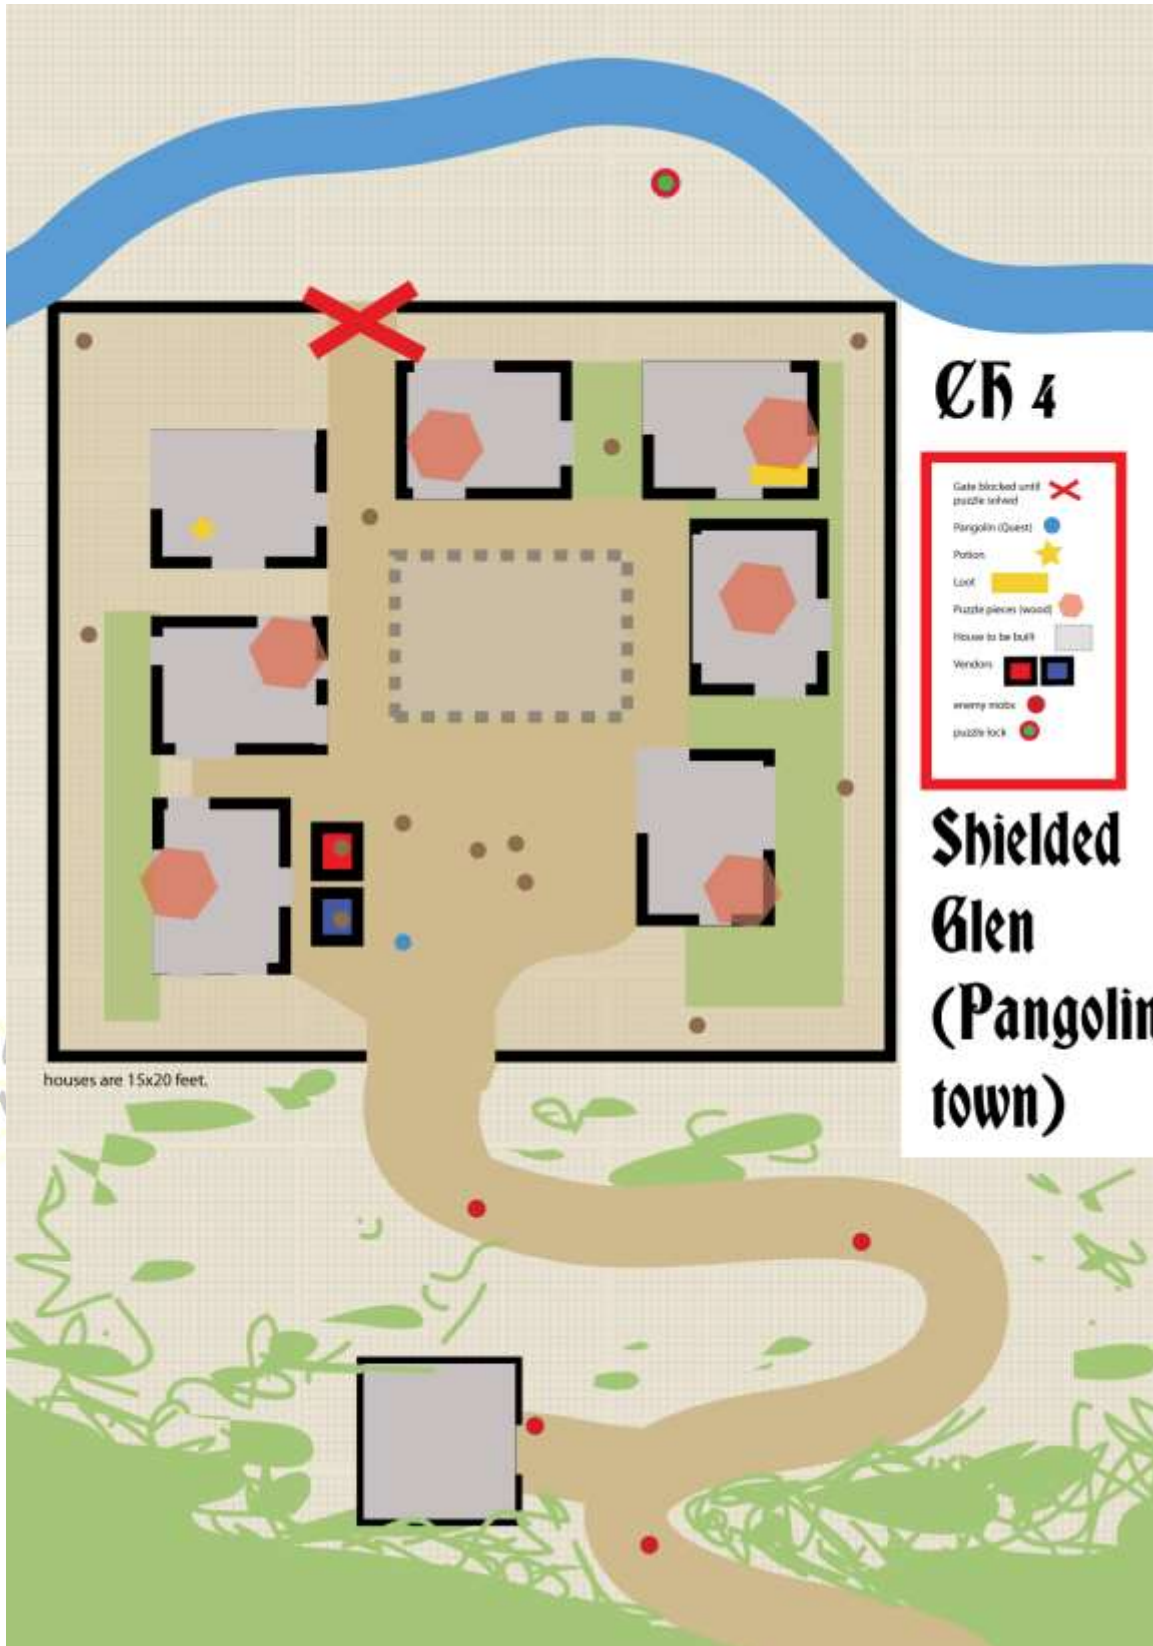 Ch 4
Gate blocked until
puzzle solved
Pangolin (Quest)
Potion
Loot
Puzzle pieces (wood)
House to be built
Vendors
enemy mobs
puzzle lock
Shielded
Glen
(Pangolin
town)
houses are 15x20 feet.